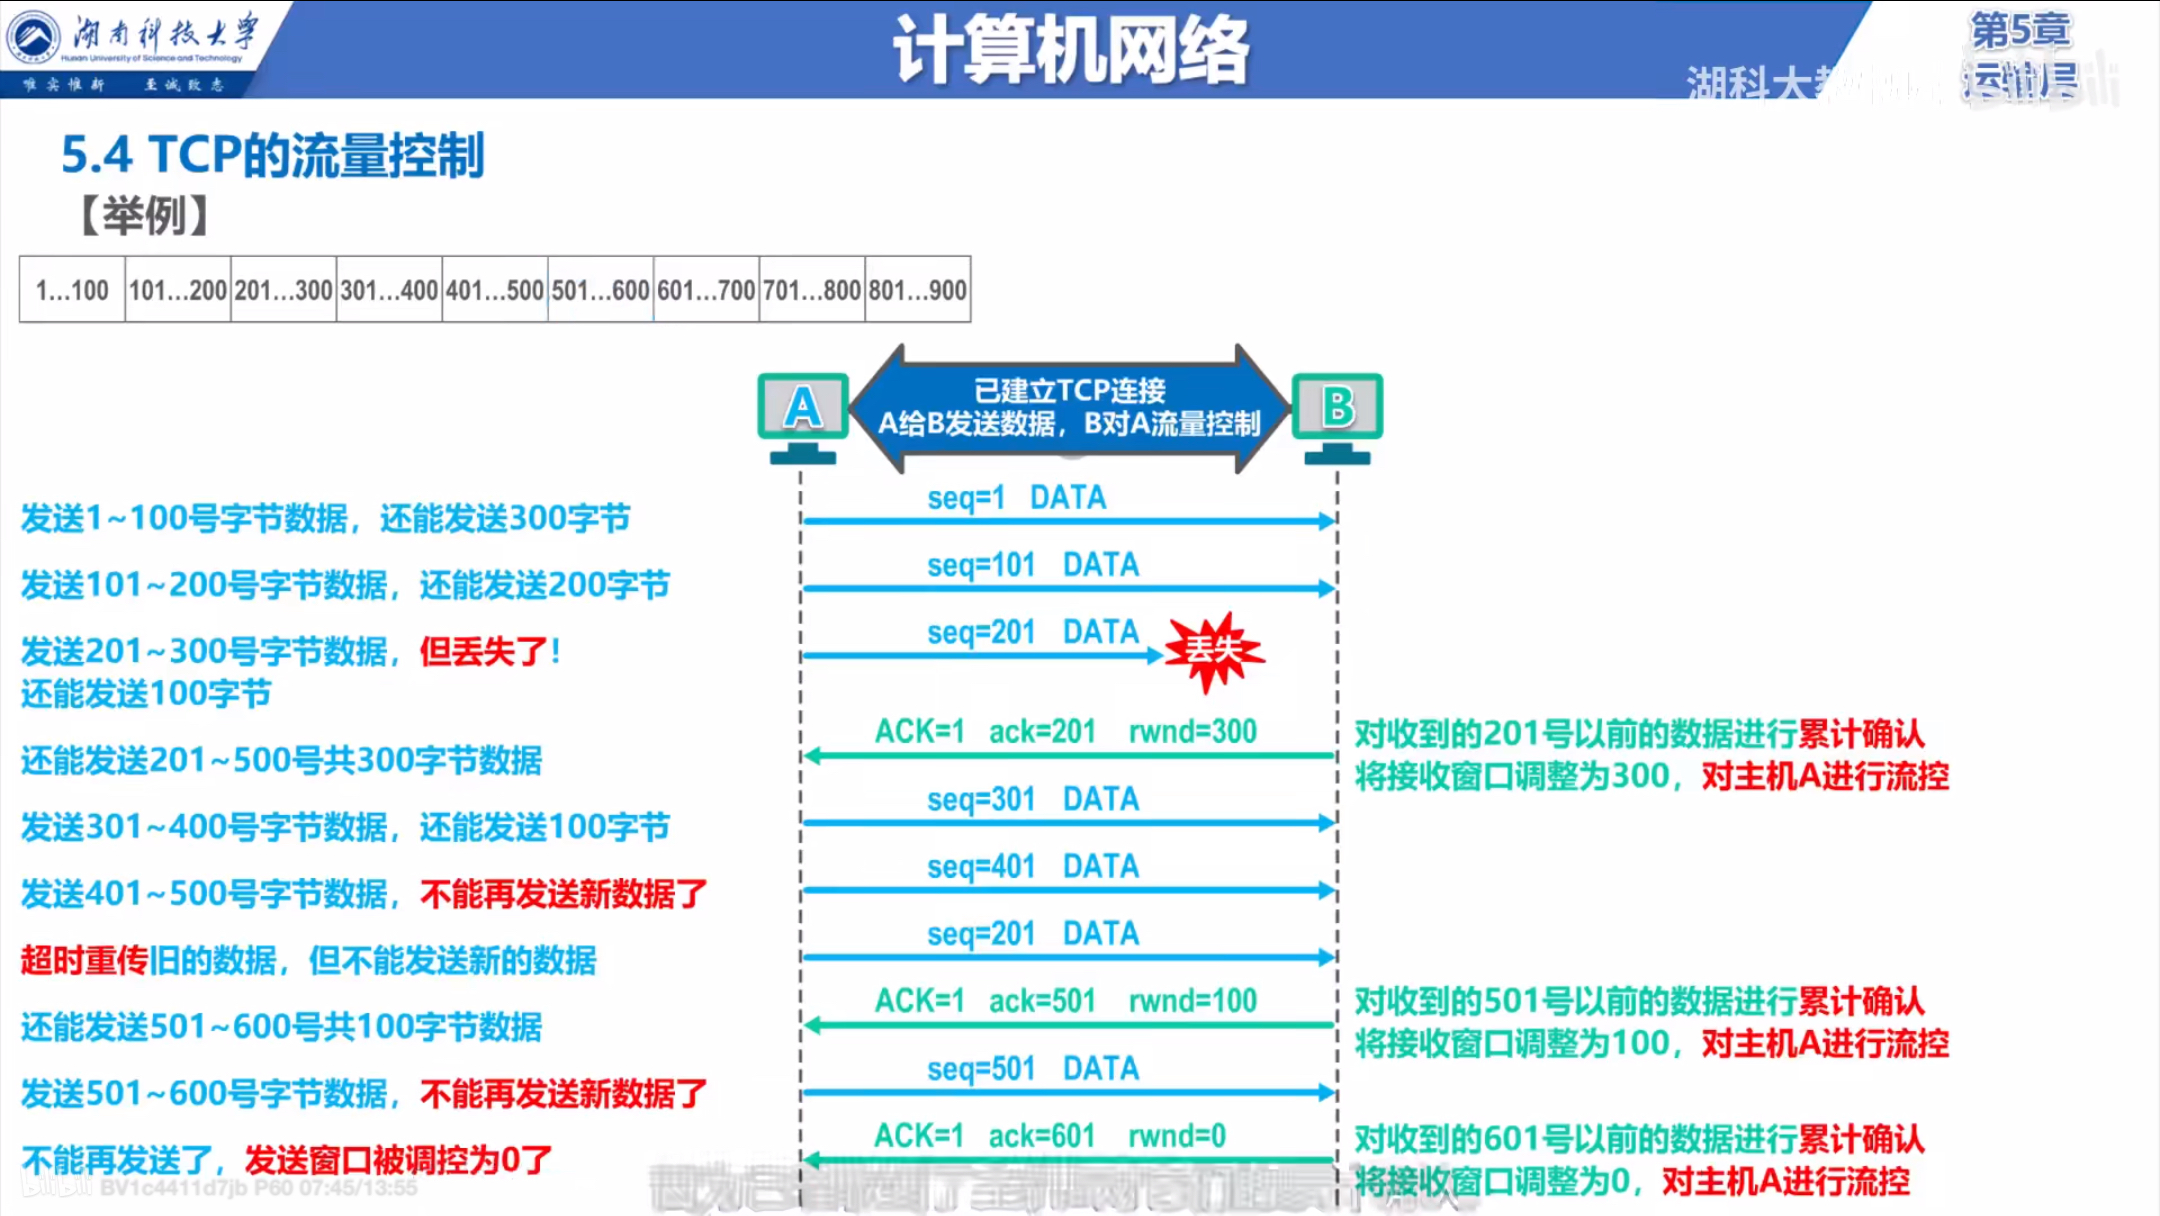 湖南科技大学
Hunan University of Science and Technology
唯实惟新 至诚致志
计算机网络
第5章
运输层
湖科大教
5.4 TCP的流量控制
【举例】
1…100 101…200 201…300 301…400 401…500 501…600 601…700 701…800 801…900
已建立TCP连接
A A给B发送数据，B对A流量控制 B
seq=1 DATA
发送1~100号字节数据，还能发送300字节
seq=101 DATA
发送101~200号字节数据，还能发送200字节
seq=201 DATA
发送201~300号字节数据，但丢失了！
丢失
还能发送100字节
ACK=1 ack=201 rwnd=300
对收到的201号以前的数据进行累计确认
还能发送201~500号共300字节数据
将接收窗口调整为300，对主机A进行流控
seq=301 DATA
发送301~400号字节数据，还能发送100字节
seq=401 DATA
发送401~500号字节数据，不能再发送新数据了
seq=201 DATA
超时重传旧的数据，但不能发送新的数据
ACK=1 ack=501 rwnd=100
对收到的501号以前的数据进行累计确认
还能发送501~600号共100字节数据
将接收窗口调整为100，对主机A进行流控
seq=501 DATA
发送501~600号字节数据，不能再发送新数据了
ACK=1 ack=601 rwnd=0
对收到的601号以前的数据进行累计确认
不能再发送了，发送窗口被调控为0了
将接收窗口调整为0，对主机A进行流控
bilibili BV1c4411d7jb P60 07:45/13:55